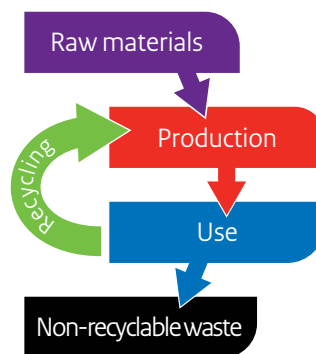 Raw materials
Production
Recycling
Use
Non-recyclable waste